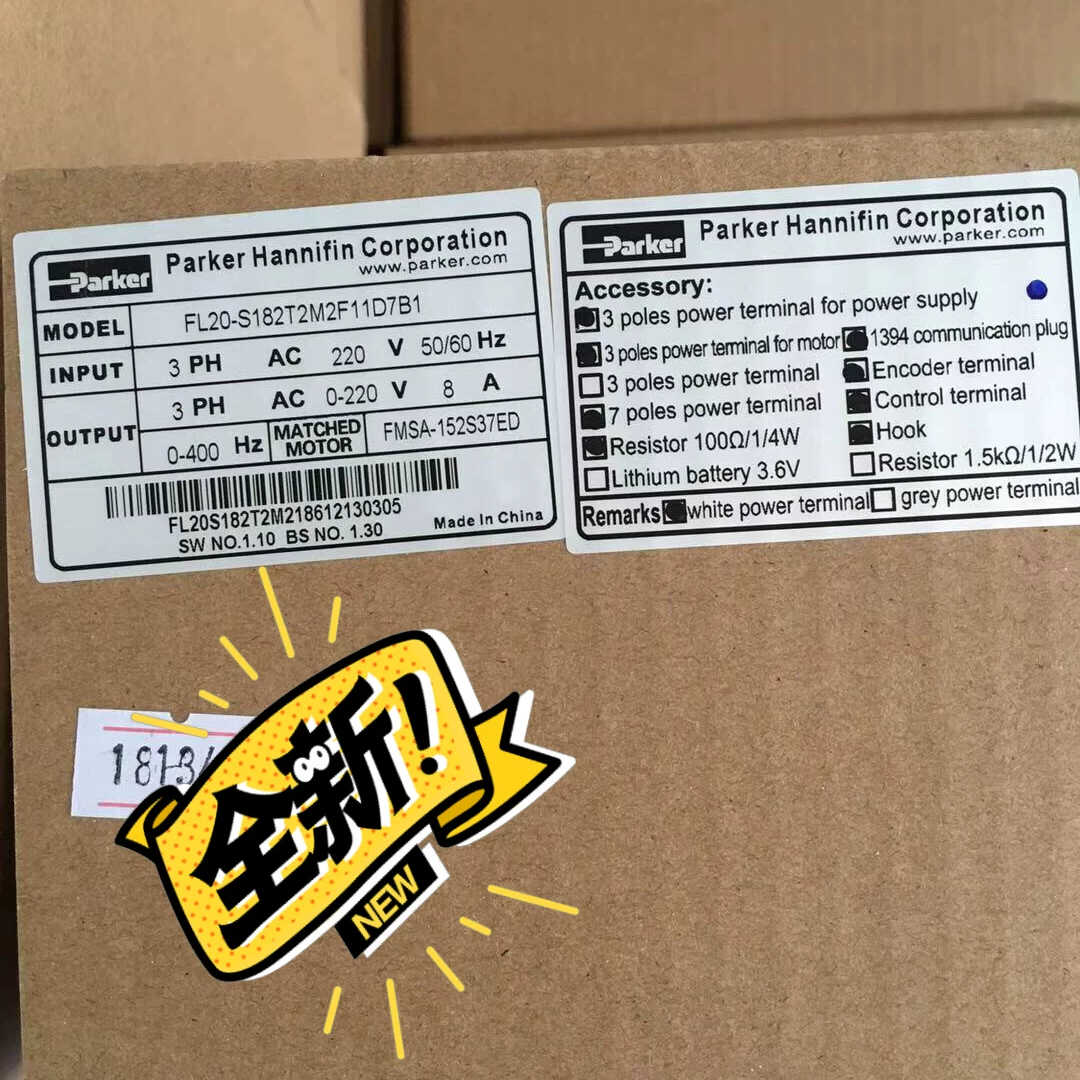 Parker
Parker Hannifin Corporation
www.parker.com
MODEL FL20-S182T2M2F11D7B1
INPUT 3 PH AC 220 V 50/60 Hz
OUTPUT 3 PH AC 0-220 V 8 A
0-400 Hz MATCHED MOTOR FMSA-152S37ED
FL20S182T2M218612130305
SW NO.1.10 BS NO. 1.30
Made In China
Parker
Parker Hannifin Corporation
www.parker.com
Accessory:
3 poles power terminal for power supply
3 poles power terminal for motor 1394 communication plug
3 poles power terminal Encoder terminal
7 poles power terminal Control terminal
Resistor 100Ω/1/4W Hook
Lithium battery 3.6V Resistor 1.5kΩ/1/2W
Remarks white power terminal grey power terminal
全新!
NEW